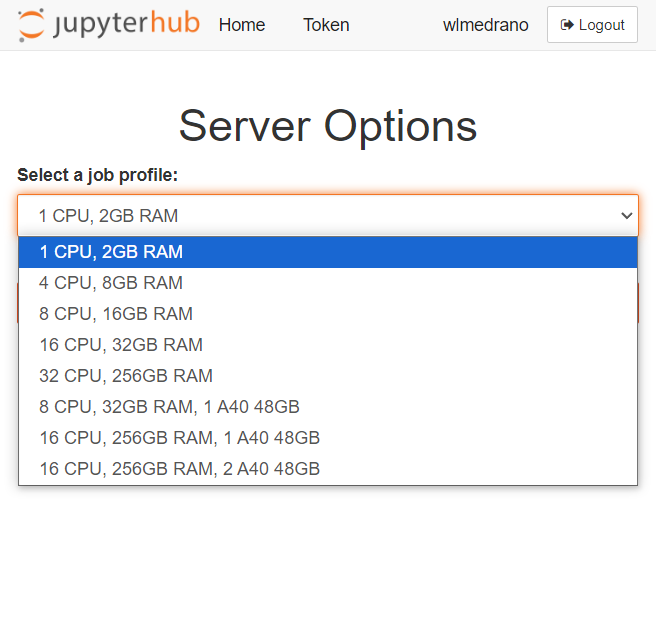 jupyterhub Home Token wlmedrano Logout
Server Options
Select a job profile:
1 CPU, 2GB RAM
1 CPU, 2GB RAM
4 CPU, 8GB RAM
8 CPU, 16GB RAM
16 CPU, 32GB RAM
32 CPU, 256GB RAM
8 CPU, 32GB RAM, 1 A40 48GB
16 CPU, 256GB RAM, 1 A40 48GB
16 CPU, 256GB RAM, 2 A40 48GB